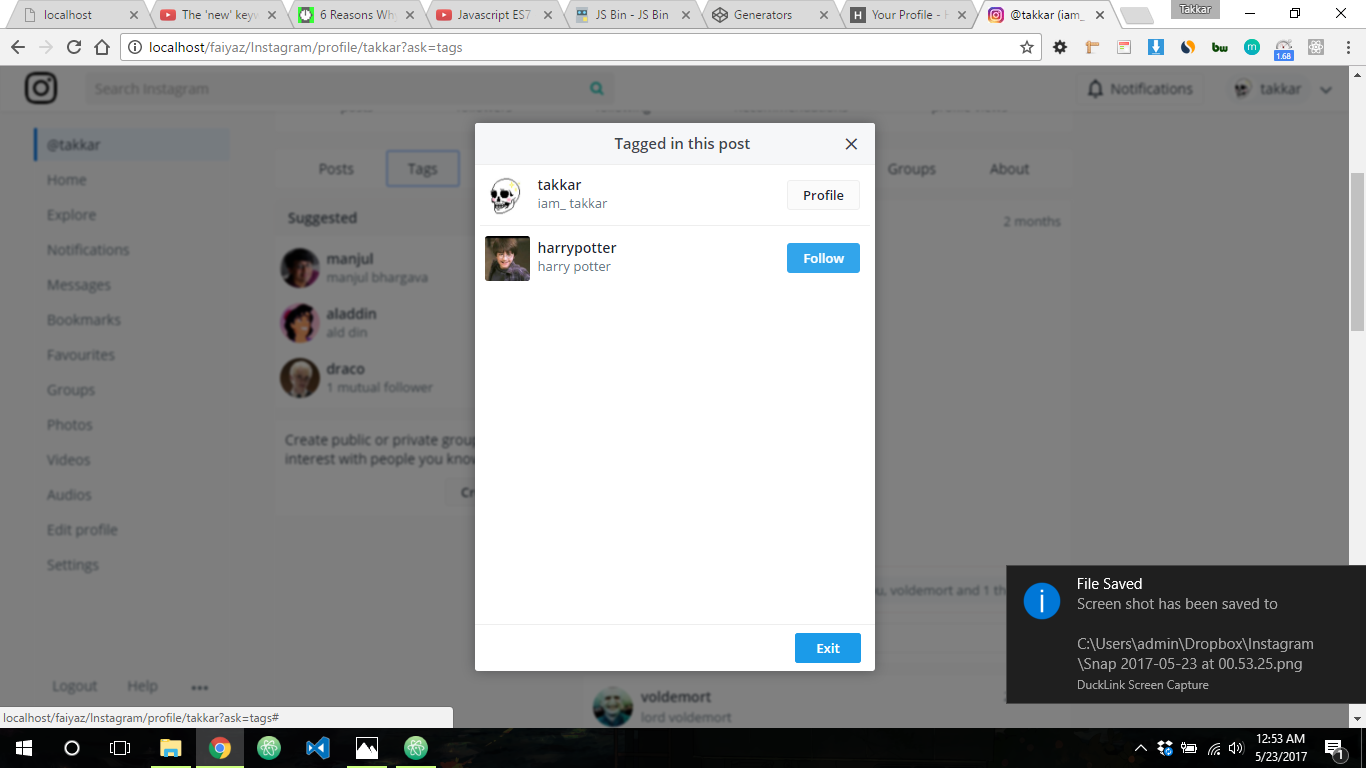 localhost
The 'new' keyw
6 Reasons Why
Javascript ES7
JS Bin - JS Bin
Generators
Your Profile - H
@takkar (iam_
Takkar
localhost/faiyaz/Instagram/profile/takkar?ask=tags
bw
m
1.68
Search Instagram
Notifications
takkar
@takkar
Home
Explore
Notifications
Messages
Bookmarks
Favourites
Groups
Photos
Videos
Audios
Edit profile
Settings
Logout
Help
Posts
Tags
Groups
About
Suggested
manjul
manjul bhargava
aladdin
ald din
draco
1 mutual follower
Create public or private group
interest with people you know
Cr
2 months
Tagged in this post
takkar
iam_ takkar
Profile
harrypotter
harry potter
Follow
Exit
u, voldemort and 1 th
voldemort
lord voldemort
File Saved
Screen shot has been saved to
C:\Users\admin\Dropbox\Instagram
\Snap 2017-05-23 at 00.53.25.png
DuckLink Screen Capture
localhost/faiyaz/Instagram/profile/takkar?ask=tags#
12:53 AM
5/23/2017
1